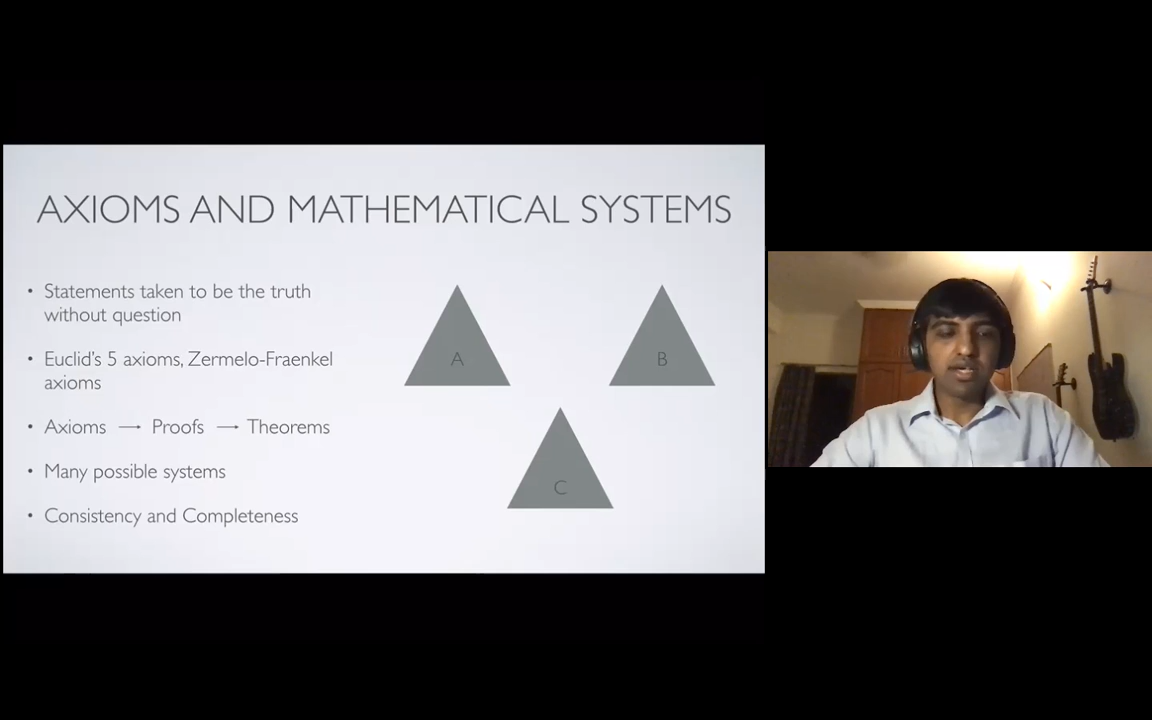 AXIOMS AND MATHEMATICAL SYSTEMS
• Statements taken to be the truth
without question
• Euclid's 5 axioms, Zermelo-Fraenkel
axioms
• Axioms → Proofs → Theorems
• Many possible systems
• Consistency and Completeness
A
B
C